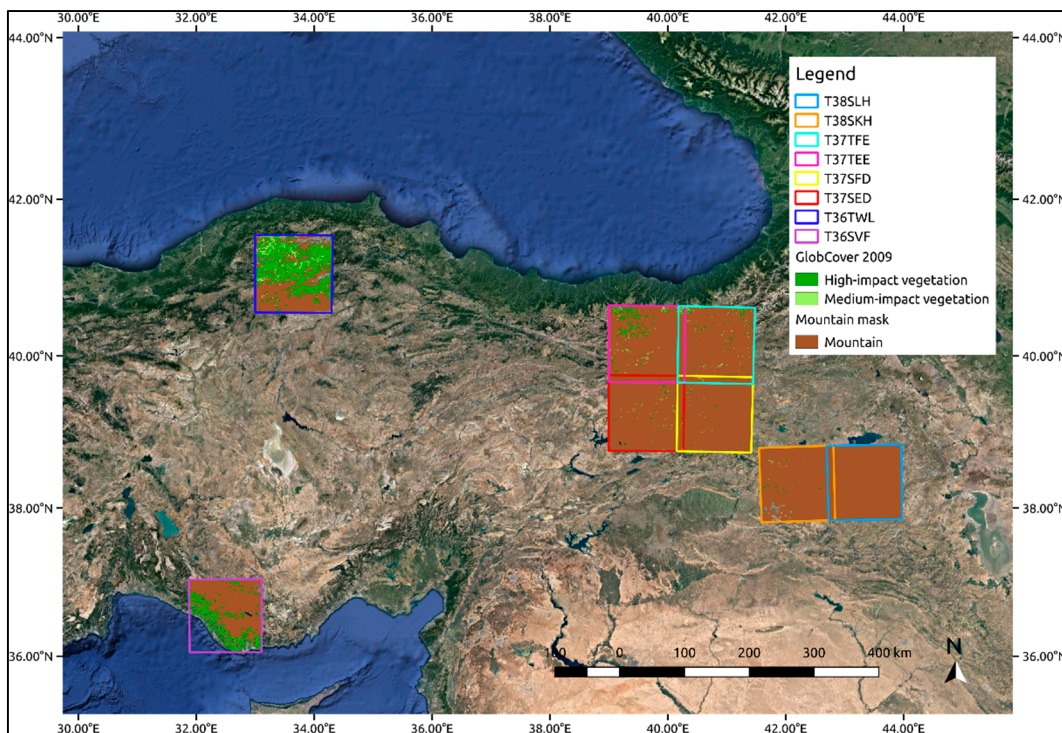 30.00°E 32.00°E 34.00°E 36.00°E 38.00°E 40.00°E 42.00°E 44.00°E
44.00°N 44.00°N
Legend
T38SLH
T38SKH
T37TFE
T37TEE
T37SFD
T37SED
T36TWL
T36SVF
GlobCover 2009
High-impact vegetation
Medium-impact vegetation
Mountain mask
Mountain
42.00°N 42.00°N
40.00°N 40.00°N
38.00°N 38.00°N
36.00°N 36.00°N
100 0 100 200 300 400 km
N
30.00°E 32.00°E 34.00°E 36.00°E 38.00°E 40.00°E 42.00°E 44.00°E